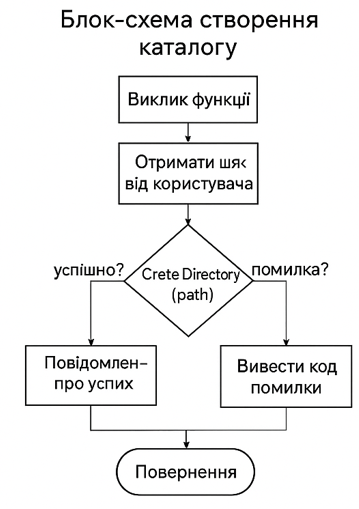 Блок-схема створення
каталогу
Виклик функції
Отримати шя‹
від користувача
успішно?
Crete Directory
(path)
помилка?
Повідомлен–
про успих
Вивести код
помилки
Повернення